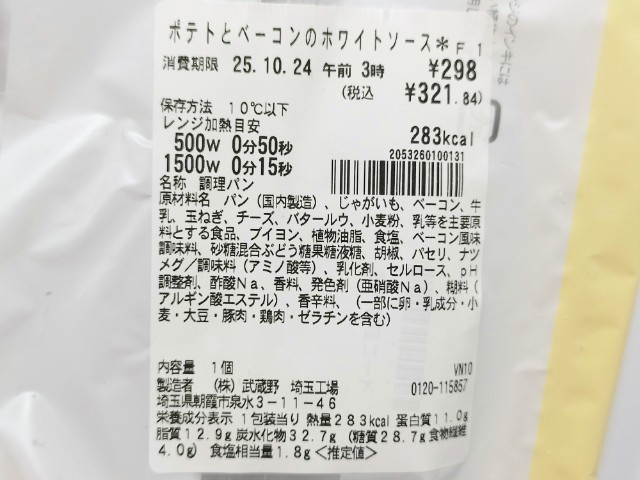 ポテトとベーコンのホワイトソース*F1
消費期限 25.10.24 午前 3時 ¥298
(税込 ¥321.84)
保存方法 10℃以下
レンジ加熱目安 283kcal
500W 0分50秒
1500W 0分15秒
2053260100131
名称 調理パン
原材料名 パン(国内製造)、じゃがいも、ベーコン、牛
乳、玉ねぎ、チーズ、バタールウ、小麦粉、乳等を主要原
料とする食品、ブイヨン、植物油脂、食塩、ベーコン風味
調味料、砂糖混合ぶどう糖果糖液糖、胡椒、パセリ、ナツ
メグ/調味料(アミノ酸等)、乳化剤、セルロース、pH
調整剤、酢酸Na、香料、発色剤(亜硝酸Na)、糊料(
アルギン酸エステル)、香辛料、(一部に卵・乳成分・小
麦・大豆・豚肉・鶏肉・ゼラチンを含む)
内容量 1個 VN10
製造者 (株)武蔵野 埼玉工場 0120-115867
埼玉県朝霞市泉水3-11-46
栄養成分表示 1包装当り 熱量283kcal 蛋白質11.0g
脂質12.9g 炭水化物32.7g (糖質28.7g 食物繊維
4.0g) 食塩相当量1.8g<推定値>